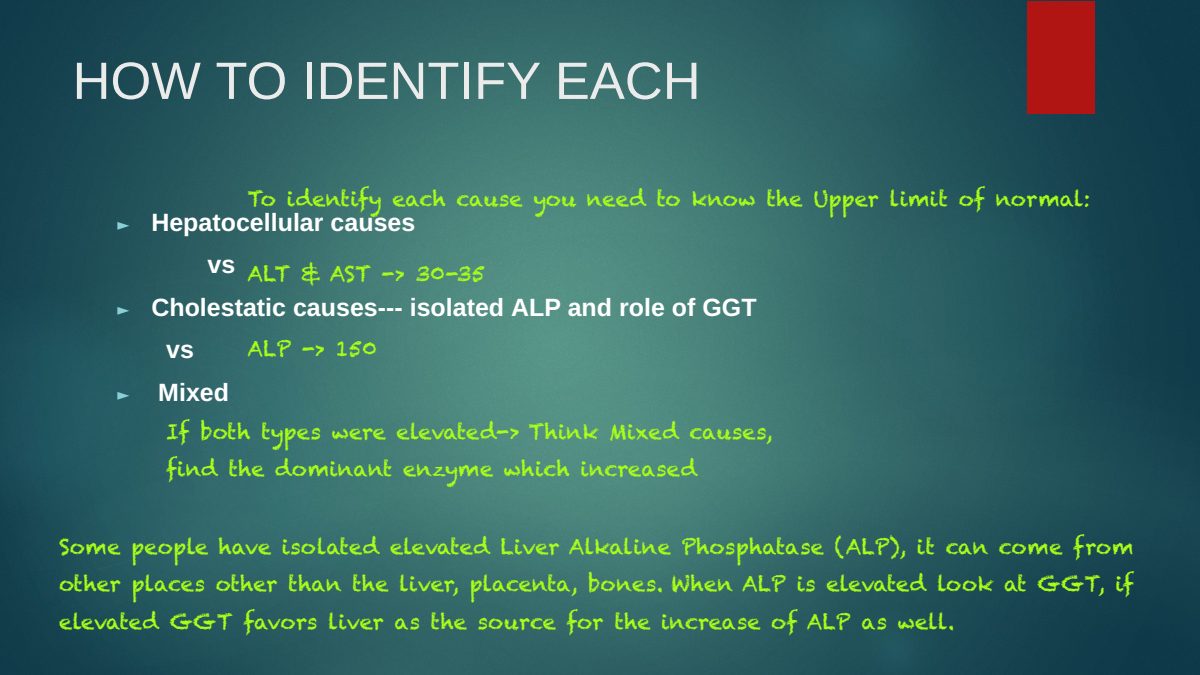 HOW TO IDENTIFY EACH
To identify each cause you need to know the Upper limit of normal:
► Hepatocellular causes
vs
ALT & AST -> 30-35
► Cholestatic causes--- isolated ALP and role of GGT
vs
ALP -> 150
► Mixed
If both types were elevated-> Think Mixed causes,
find the dominant enzyme which increased
Some people have isolated elevated Liver Alkaline Phosphatase (ALP), it can come from
other places other than the liver, placenta, bones. When ALP is elevated look at GGT, if
elevated GGT favors liver as the source for the increase of ALP as well.